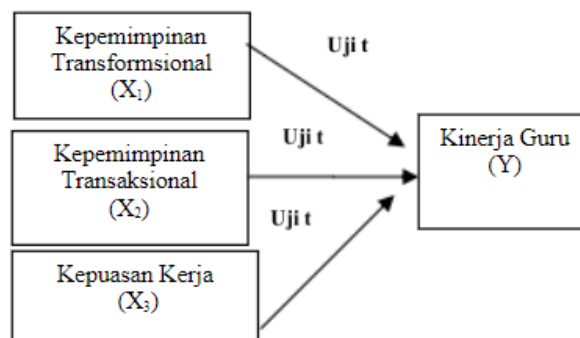 Kepemimpinan
Transformsional
(X₁)
Uji t
Kepemimpinan
Transaksional
(X₂)
Uji t
Kinerja Guru
(Y)
Kepuasan Kerja
(X₃)
Uji t